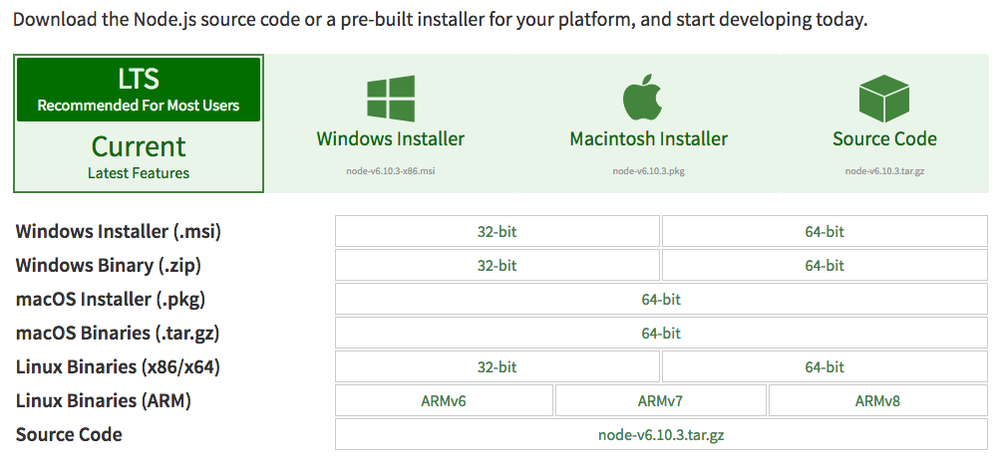 Download the Node.js source code or a pre-built installer for your platform, and start developing today.
LTS
Recommended For Most Users
Current
Latest Features
Windows Installer
node-v6.10.3-x86.msi
Macintosh Installer
node-v6.10.3.pkg
Source Code
node-v6.10.3.tar.gz
Windows Installer (.msi) 32-bit 64-bit
Windows Binary (.zip) 32-bit 64-bit
macOS Installer (.pkg) 64-bit
macOS Binaries (.tar.gz) 64-bit
Linux Binaries (x86/x64) 32-bit 64-bit
Linux Binaries (ARM) ARMv6 ARMv7 ARMv8
Source Code node-v6.10.3.tar.gz